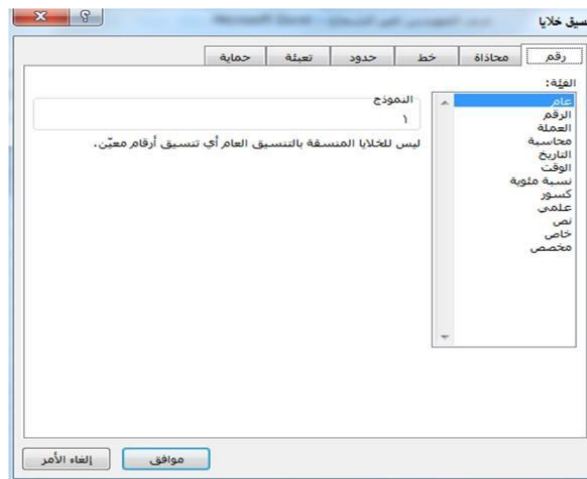 سيق خلايا
رقم محاذاة خط حدود تعبئة حماية
الفئة:
عام
الرقم
العملة
محاسبة
التاريخ
الوقت
نسبة مئوية
كسور
علمي
نص
خاص
مخصص
النموذج
١
ليس للخلايا المنسقة بالتنسيق العام أي تنسيق أرقام معيّن.
موافق إلغاء الأمر